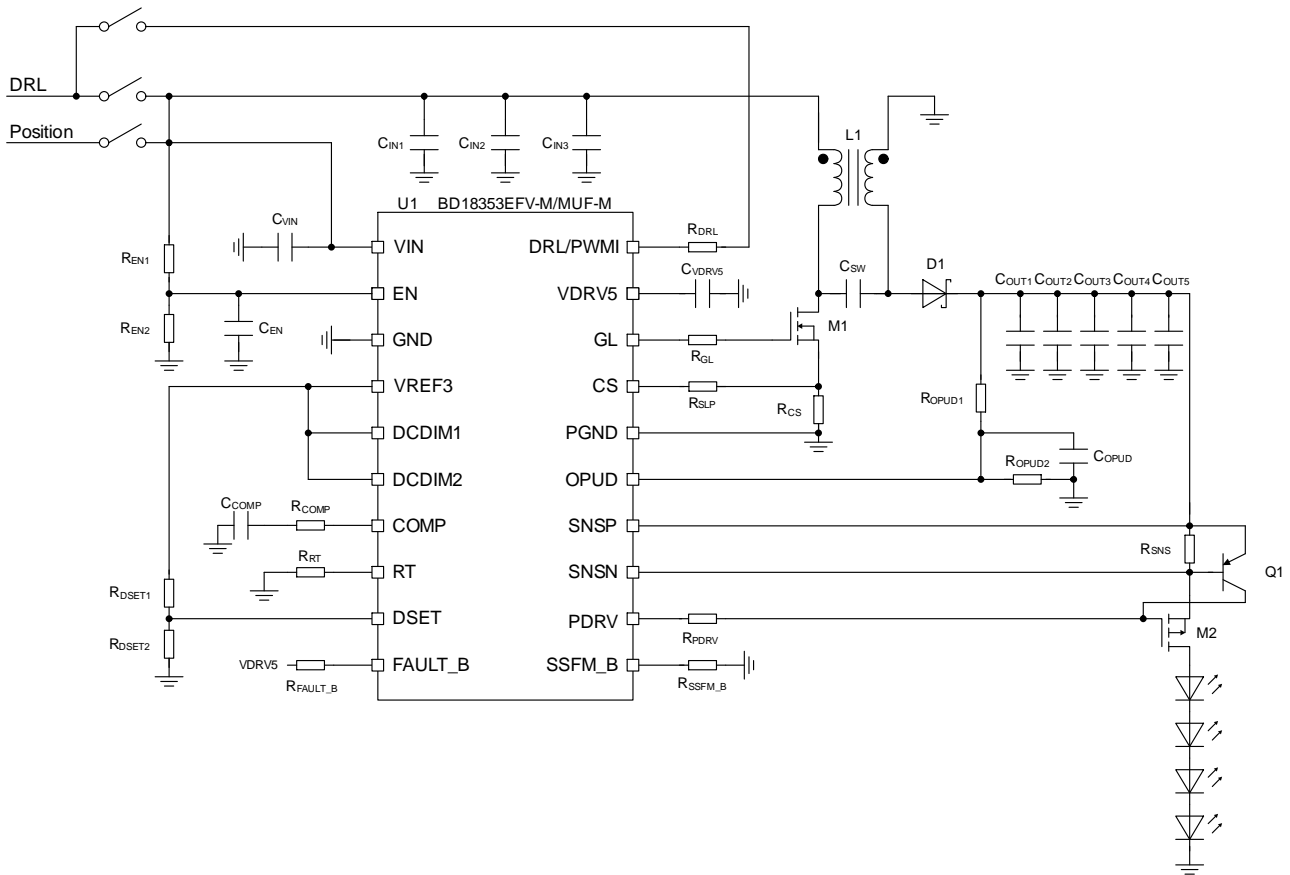 DRL
Position
CIN1
CIN2
CIN3
L1
U1 BD18353EFV-M/MUF-M
CVIN
REN1
REN2
CEN
VIN
EN
GND
VREF3
DCDIM1
DCDIM2
COMP
RT
DSET
FAULT_B
DRL/PWMI
VDRV5
GL
CS
PGND
OPUD
SNSP
SNSN
PDRV
SSFM_B
CCOMP
RCOMP
RRT
RDSET1
RDSET2
VDRV5
RFAULT_B
RDRL
CVDRV5
RGL
RSLP
RCS
M1
CSW
D1
COUT1 COUT2 COUT3 COUT4 COUT5
ROPUD1
ROPUD2
COPUD
RSNS
Q1
RPDRV
M2
RSSFM_B